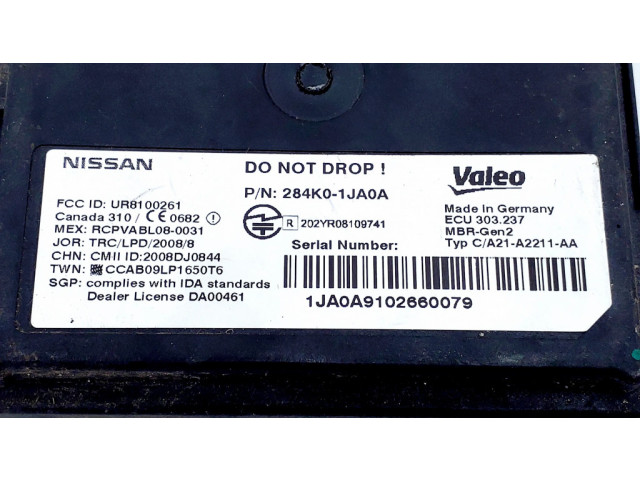 NISSAN
DO NOT DROP !
Valeo
P/N: 284K0-1JA0A
FCC ID: UR8100261
Canada 310 / CE 0682 !
MEX: RCPVABL08-0031
JOR: TRC/LPD/2008/8
CHN: CMII ID:2008DJ0844
TWN: CCAB09LP1650T6
SGP: complies with IDA standards
Dealer License DA00461
R 202YR08109741
Serial Number:
Made in Germany
ECU 303.237
MBR-Gen2
Typ C/A21-A2211-AA
1JA0A9102660079